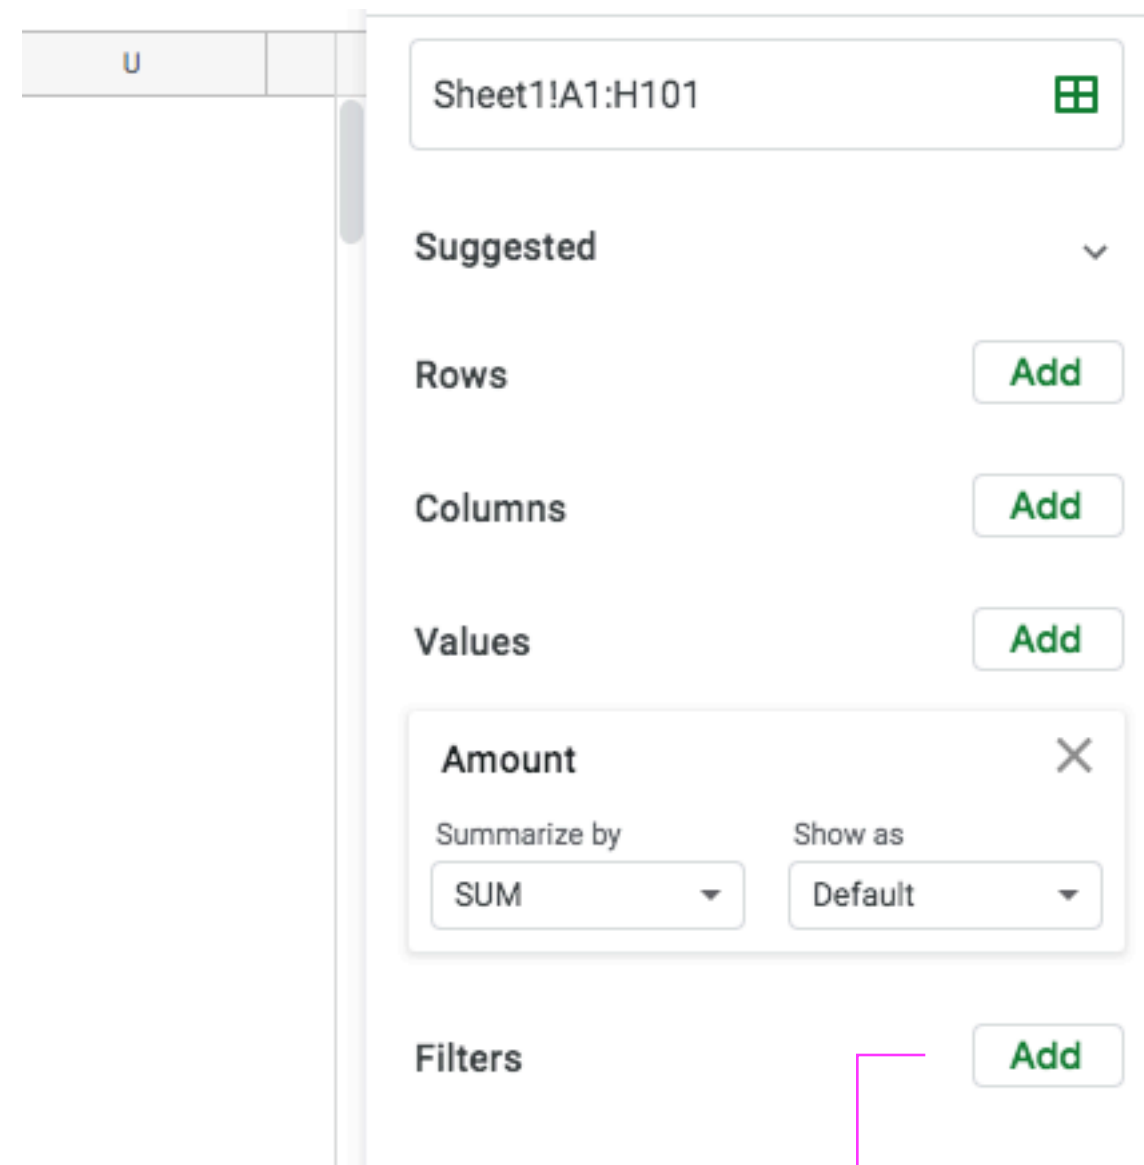 U
Sheet1!A1:H101
Suggested
Rows Add
Columns Add
Values Add
Amount
Summarize by Show as
SUM Default
Filters Add